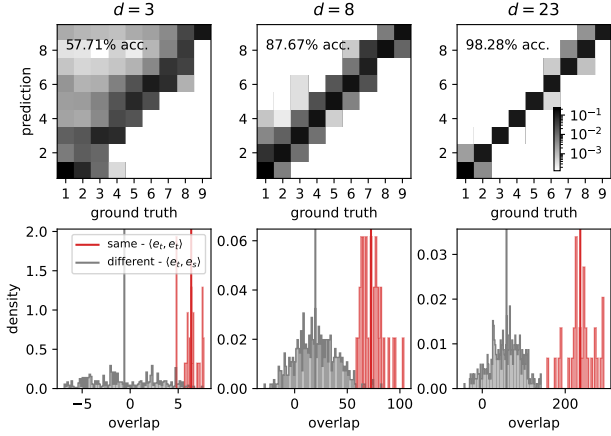 d = 3
d = 8
d = 23
57.71% acc.
87.67% acc.
98.28% acc.
prediction
8
6
4
2
8
6
4
2
8
6
4
2
10⁻¹
10⁻²
10⁻³
1 2 3 4 5 6 7 8 9
1 2 3 4 5 6 7 8 9
1 2 3 4 5 6 7 8 9
ground truth
ground truth
ground truth
density
2.0
1.5
1.0
0.5
0.0
same - ⟨eₜ, eₜ⟩
different - ⟨eₜ, eₛ⟩
0.06
0.04
0.02
0.00
0.03
0.02
0.01
0.00
−5 0 5
0 50 100
0 200
overlap
overlap
overlap